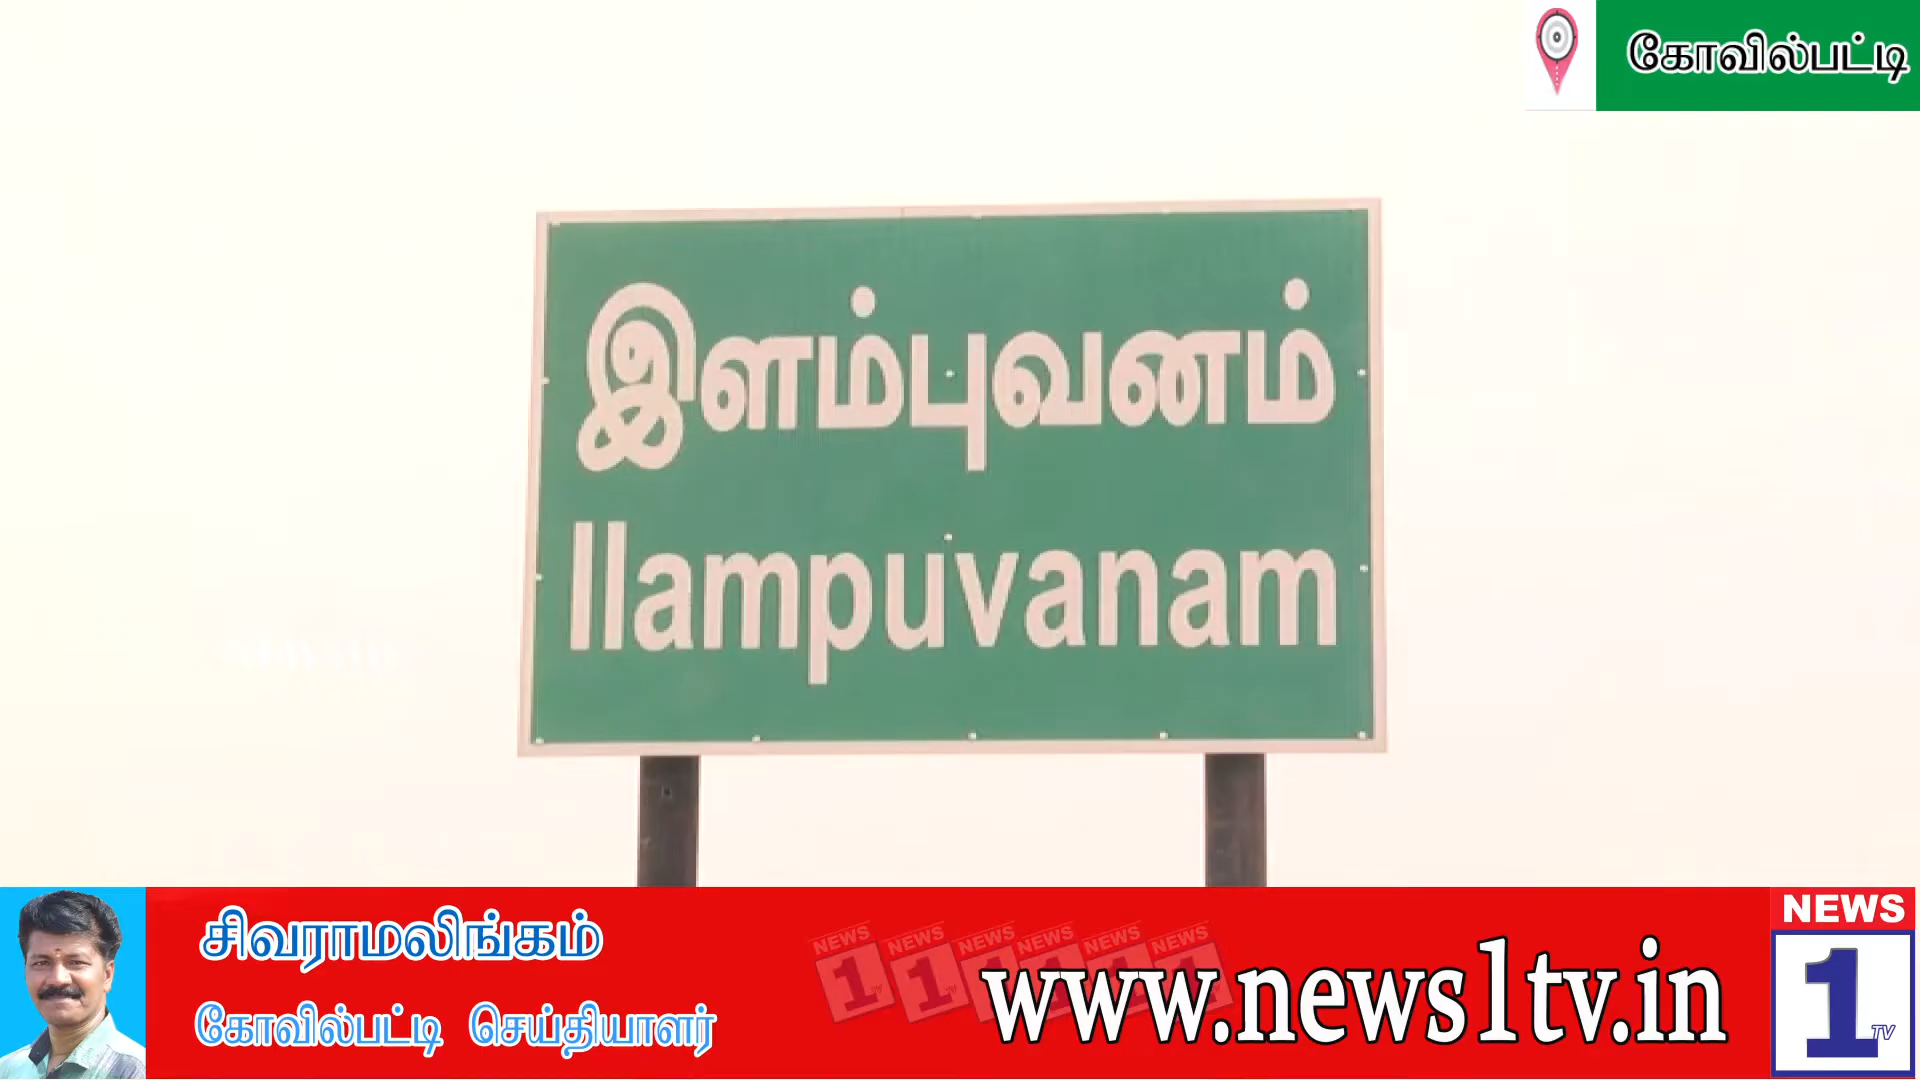 கோவில்பட்டி
இளம்புவனம்
Ilampuvanam
சிவராமலிங்கம்
கோவில்பட்டி செய்தியாளர்
www.news1tv.in
NEWS
1
TV